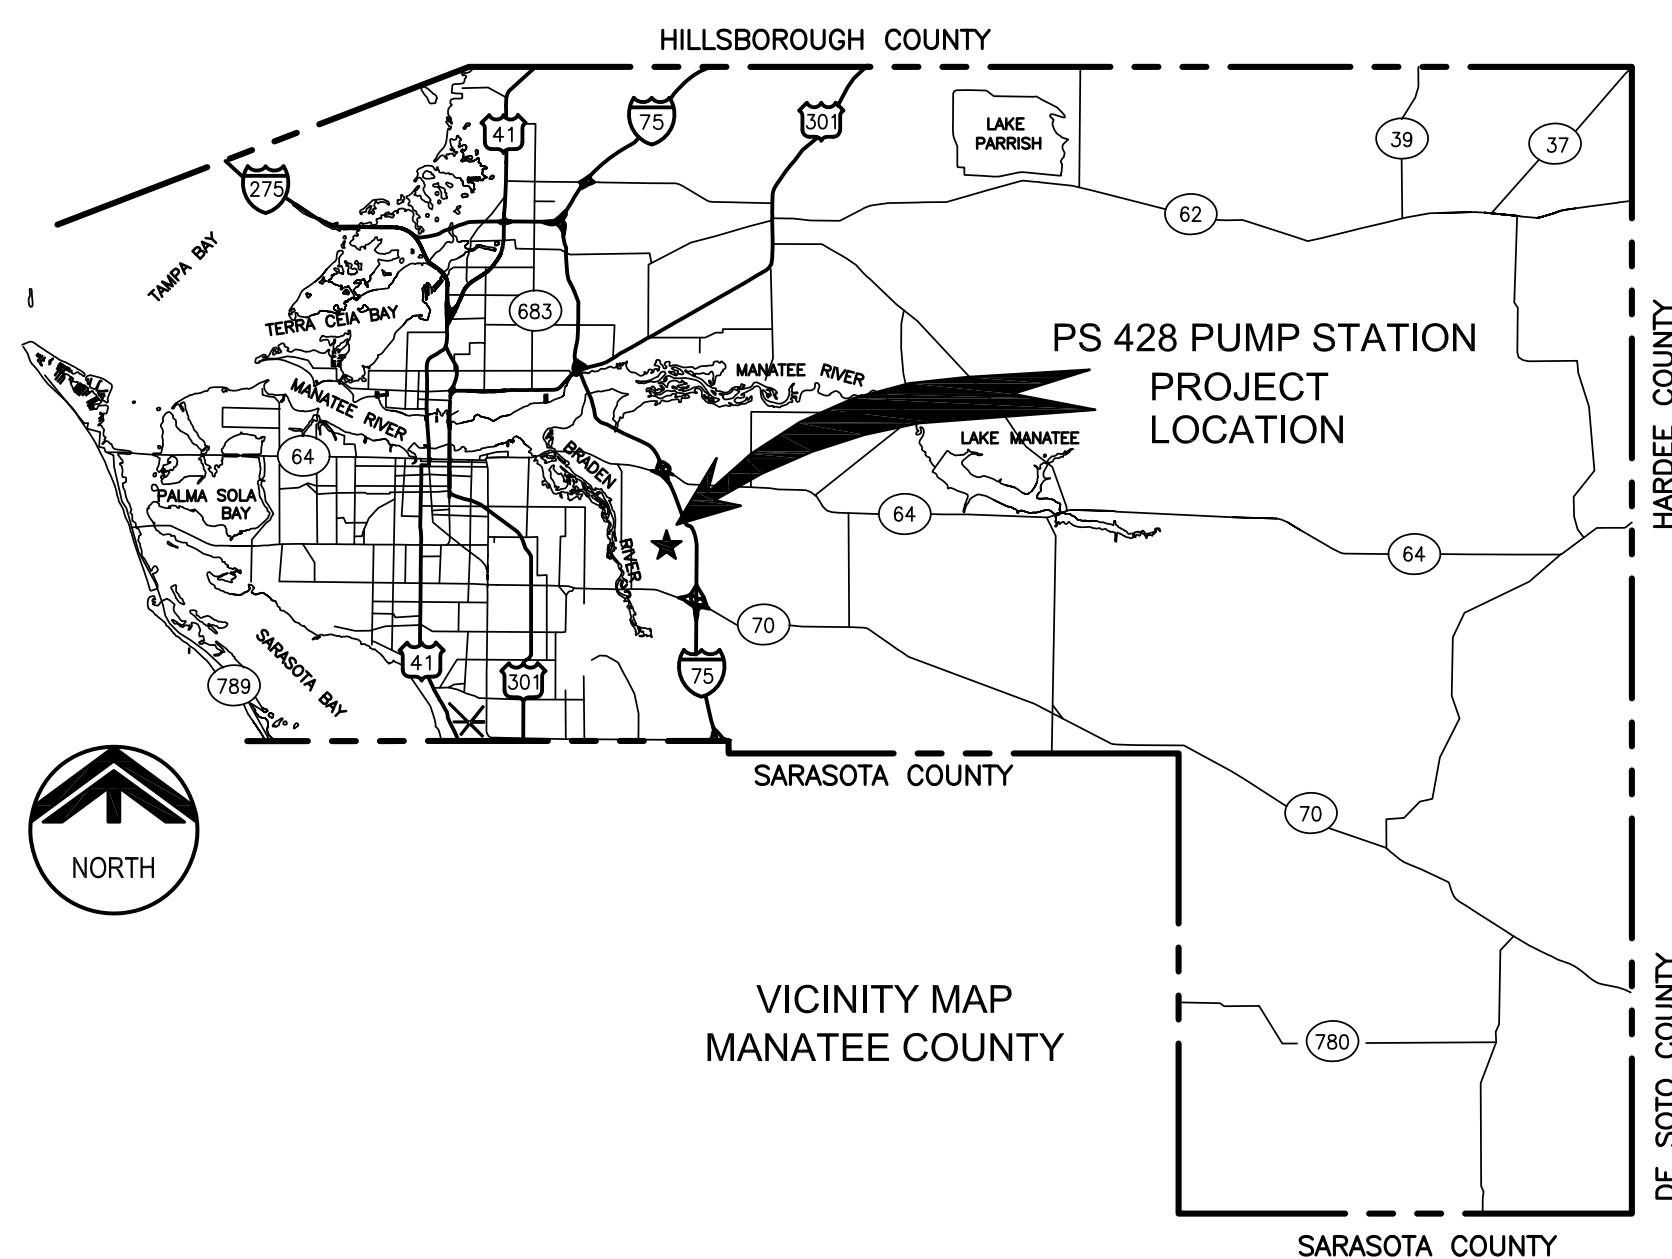 HILLSBOROUGH COUNTY
41
75
301
LAKE
PARRISH
39
37
275
62
TAMPA BAY
TERRA CEIA BAY
683
HARDEE COUNTY
PS 428 PUMP STATION
PROJECT
LOCATION
MANATEE RIVER
MANATEE RIVER
LAKE MANATEE
64
BRADEN
RIVER
PALMA SOLA
BAY
64
64
70
SARASOTA BAY
41
75
301
789
SARASOTA COUNTY
70
NORTH
VICINITY MAP
MANATEE COUNTY
780
DE SOTO COUNTY
SARASOTA COUNTY